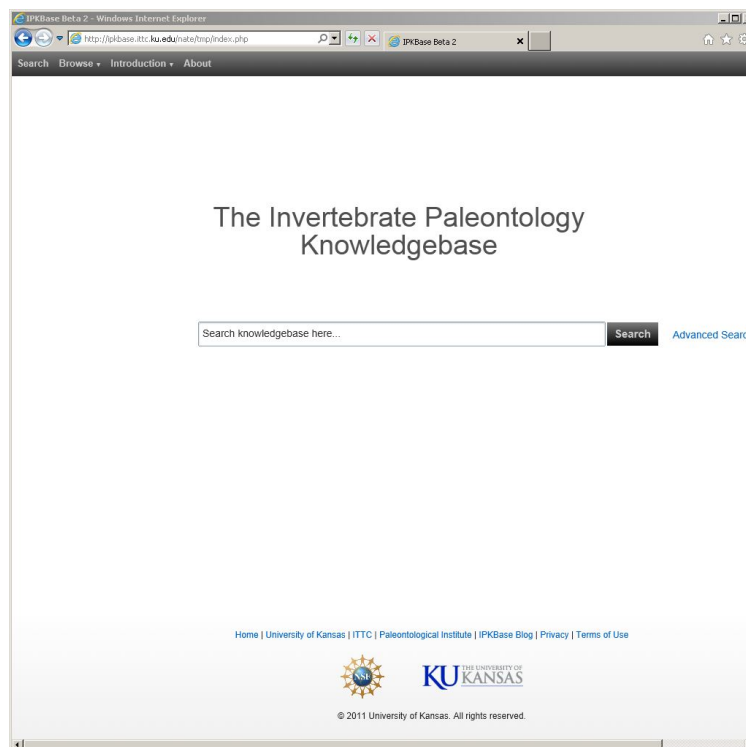 IPKBase Beta 2 - Windows Internet Explorer
http://ipkbase.ittc.ku.edu/nate/tmp/index.php
IPKBase Beta 2
Search Browse Introduction About
The Invertebrate Paleontology
Knowledgebase
Search knowledgebase here...
Search
Advanced Searc
Home | University of Kansas | ITTC | Paleontological Institute | IPKBase Blog | Privacy | Terms of Use
NSF
KU THE UNIVERSITY OF
KANSAS
© 2011 University of Kansas. All rights reserved.